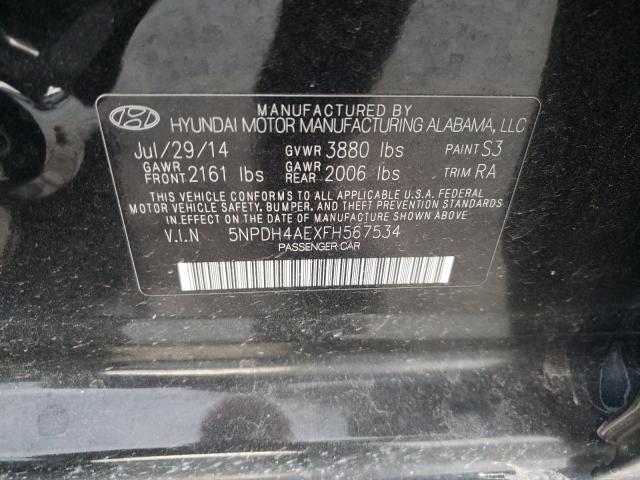 MANUFACTURED BY
HYUNDAI MOTOR MANUFACTURING ALABAMA, LLC
Jul/29/14 GVWR 3880 lbs PAINT S3
GAWR FRONT 2161 lbs GAWR REAR 2006 lbs TRIM RA
THIS VEHICLE CONFORMS TO ALL APPLICABLE U.S.A. FEDERAL
MOTOR VEHICLE SAFETY, BUMPER, AND THEFT PREVENTION STANDARDS
IN EFFECT ON THE DATE OF MANUFACTURE SHOWN ABOVE.
V.I.N 5NPDH4AEXFH567534
PASSENGER CAR